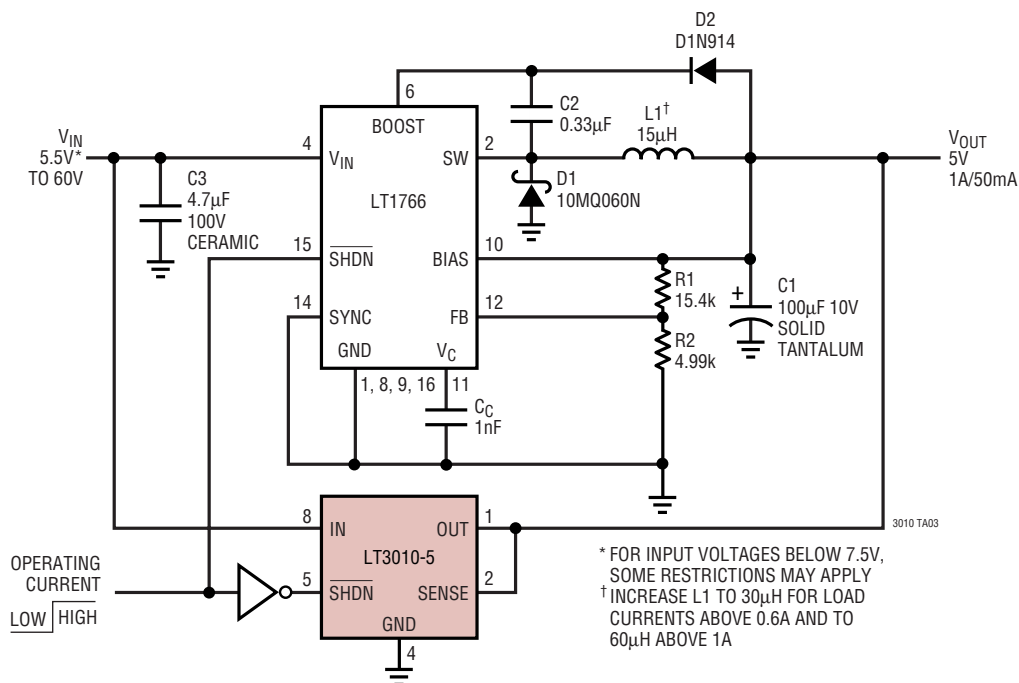 D2
D1N914
6
BOOST
C2
0.33µF
L1†
15µH
VIN
5.5V*
TO 60V
4
VIN
SW
2
VOUT
5V
1A/50mA
C3
4.7µF
100V
CERAMIC
LT1766
D1
10MQ060N
15
SHDN
BIAS
10
14
SYNC
FB
12
R1
15.4k
R2
4.99k
+
C1
100µF 10V
SOLID
TANTALUM
GND
VC
1, 8, 9, 16
11
CC
1nF
8
IN
OUT
1
3010 TA03
LT3010-5
OPERATING
CURRENT
LOW
HIGH
5
SHDN
SENSE
2
GND
4
* FOR INPUT VOLTAGES BELOW 7.5V,
SOME RESTRICTIONS MAY APPLY
† INCREASE L1 TO 30µH FOR LOAD
CURRENTS ABOVE 0.6A AND TO
60µH ABOVE 1A